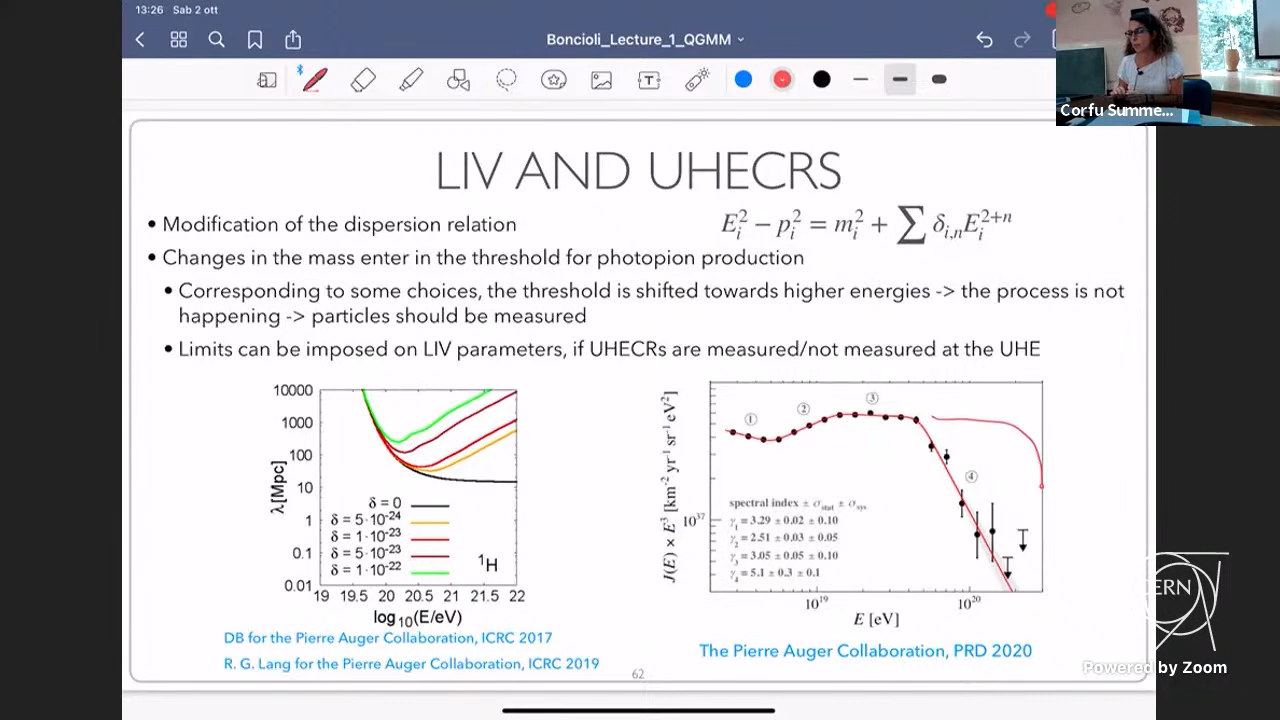 13:26 Sab 2 ott
Boncioli_Lecture_1_QGMM
Corfu Summe...
LIV AND UHECRS
• Modification of the dispersion relation
E_i^2 − p_i^2 = m_i^2 + ∑ δ_{i,n}E_i^{2+n}
• Changes in the mass enter in the threshold for photopion production
• Corresponding to some choices, the threshold is shifted towards higher energies -> the process is not
happening -> particles should be measured
• Limits can be imposed on LIV parameters, if UHECRs are measured/not measured at the UHE
10000
1000
100
10
1
0.1
0.01
λ[Mpc]
δ = 0
δ = 5·10^-24
δ = 1·10^-23
δ = 5·10^-23
δ = 1·10^-22
^1H
19 19.5 20 20.5 21 21.5 22
log_10(E/eV)
DB for the Pierre Auger Collaboration, ICRC 2017
R. G. Lang for the Pierre Auger Collaboration, ICRC 2019
J(E) × E^3 [km^-2 yr^-1 sr^-1 eV^2]
10^37
① ② ③ ④
spectral index ± σ_stat ± σ_sys
γ_1 = 3.29 ± 0.02 ± 0.10
γ_2 = 2.51 ± 0.03 ± 0.05
γ_3 = 3.05 ± 0.05 ± 0.10
γ_4 = 5.1 ± 0.3 ± 0.1
10^19 10^20
E [eV]
The Pierre Auger Collaboration, PRD 2020
62
CERN
Powered by Zoom